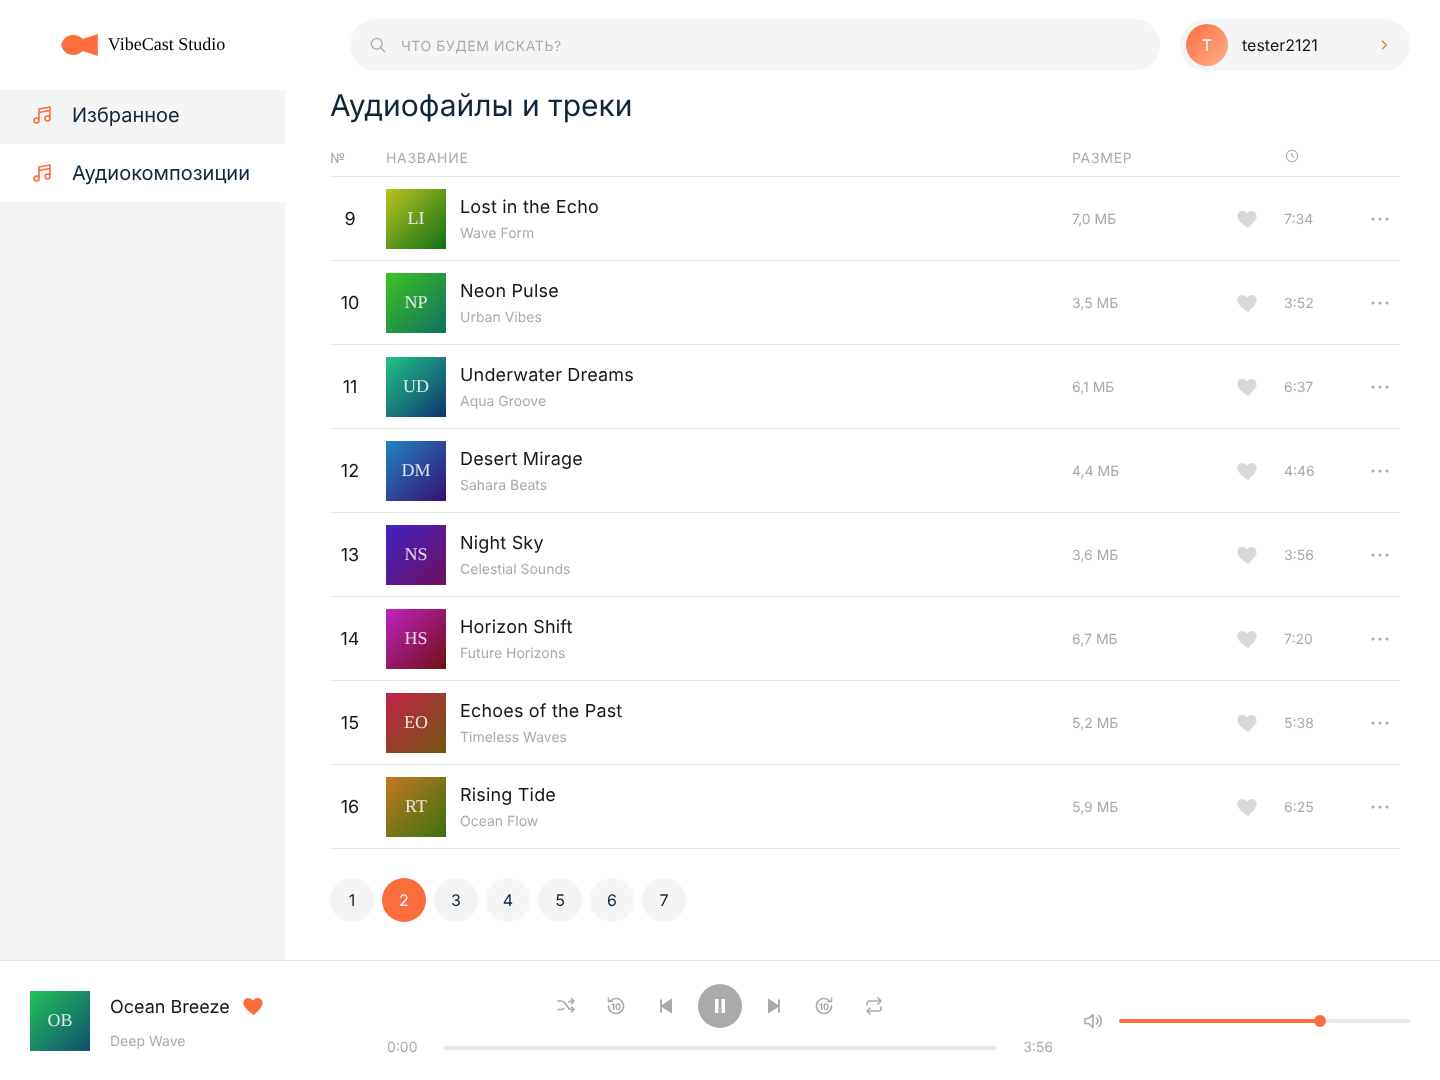 VibeCast Studio
ЧТО БУДЕМ ИСКАТЬ?
T
tester2121
Избранное
Аудиокомпозиции
Аудиофайлы и треки
№ НАЗВАНИЕ РАЗМЕР
9 LI Lost in the Echo 7,0 МБ 7:34
Wave Form
10 NP Neon Pulse 3,5 МБ 3:52
Urban Vibes
11 UD Underwater Dreams 6,1 МБ 6:37
Aqua Groove
12 DM Desert Mirage 4,4 МБ 4:46
Sahara Beats
13 NS Night Sky 3,6 МБ 3:56
Celestial Sounds
14 HS Horizon Shift 6,7 МБ 7:20
Future Horizons
15 EO Echoes of the Past 5,2 МБ 5:38
Timeless Waves
16 RT Rising Tide 5,9 МБ 6:25
Ocean Flow
1 2 3 4 5 6 7
OB Ocean Breeze
Deep Wave
10 10
0:00 3:56